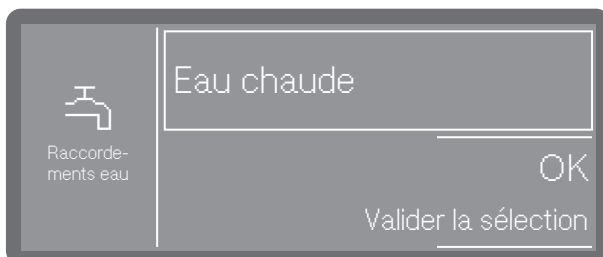 Raccorde-
ments eau
Eau chaude
OK
Valider la sélection